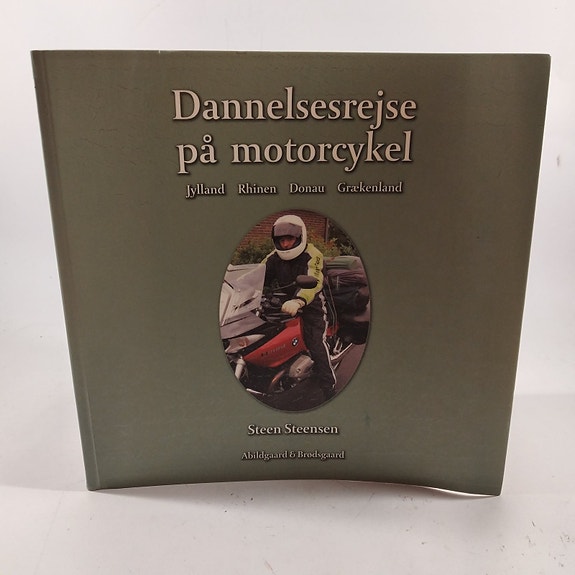 Dannelsesrejse
på motorcykel
Jylland Rhinen Donau Grækenland
Steen Steensen
Abildgaard & Brødsgaard